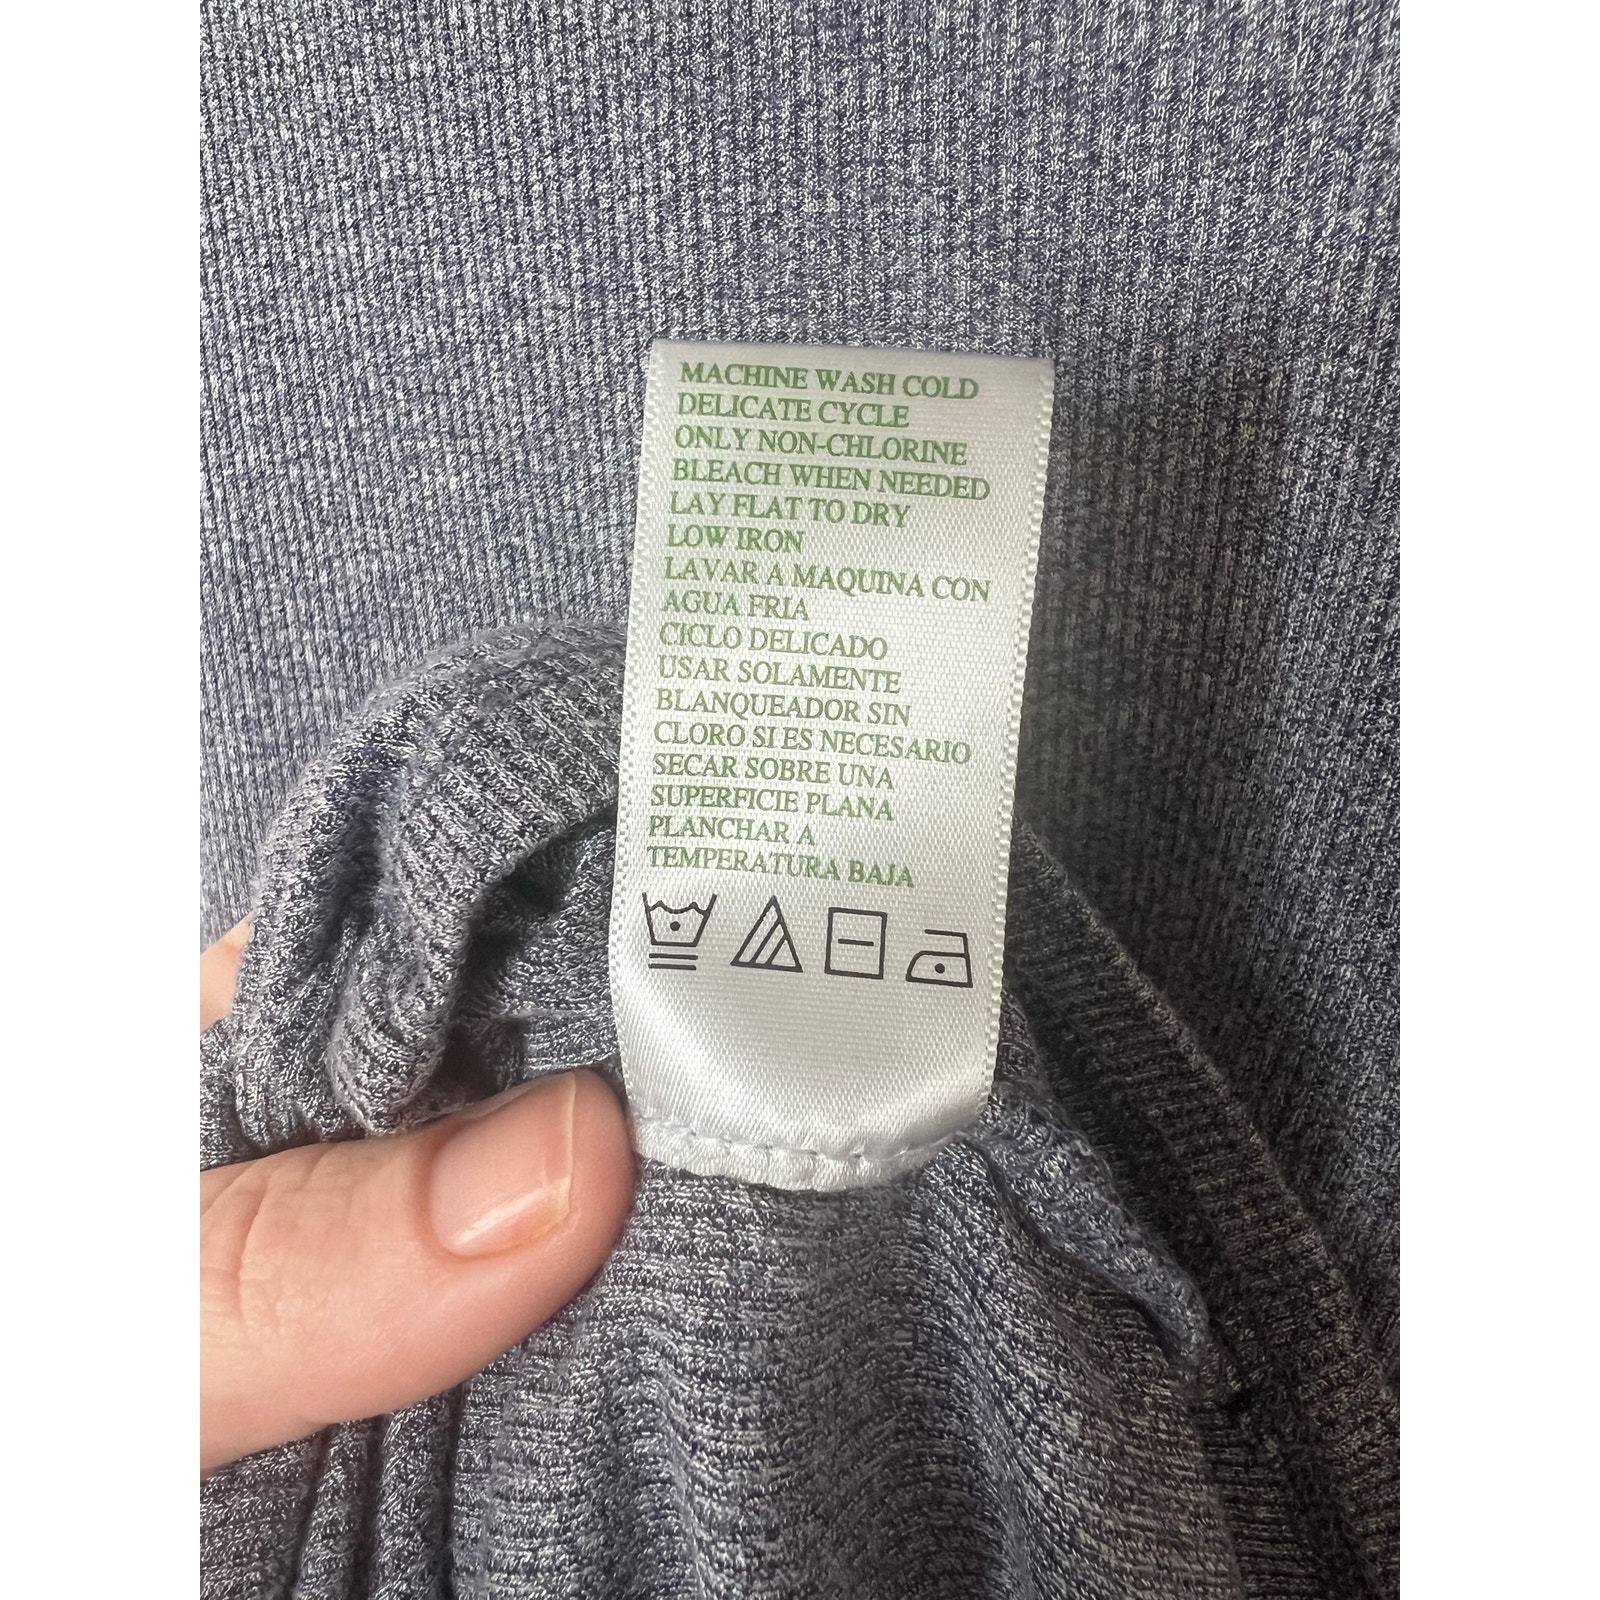 MACHINE WASH COLD
DELICATE CYCLE
ONLY NON-CHLORINE
BLEACH WHEN NEEDED
LAY FLAT TO DRY
LOW IRON
LAVAR A MAQUINA CON
AGUA FRIA
CICLO DELICADO
USAR SOLAMENTE
BLANQUEADOR SIN
CLORO SI ES NECESARIO
SECAR SOBRE UNA
SUPERFICIE PLANA
PLANCHAR A
TEMPERATURA BAJA